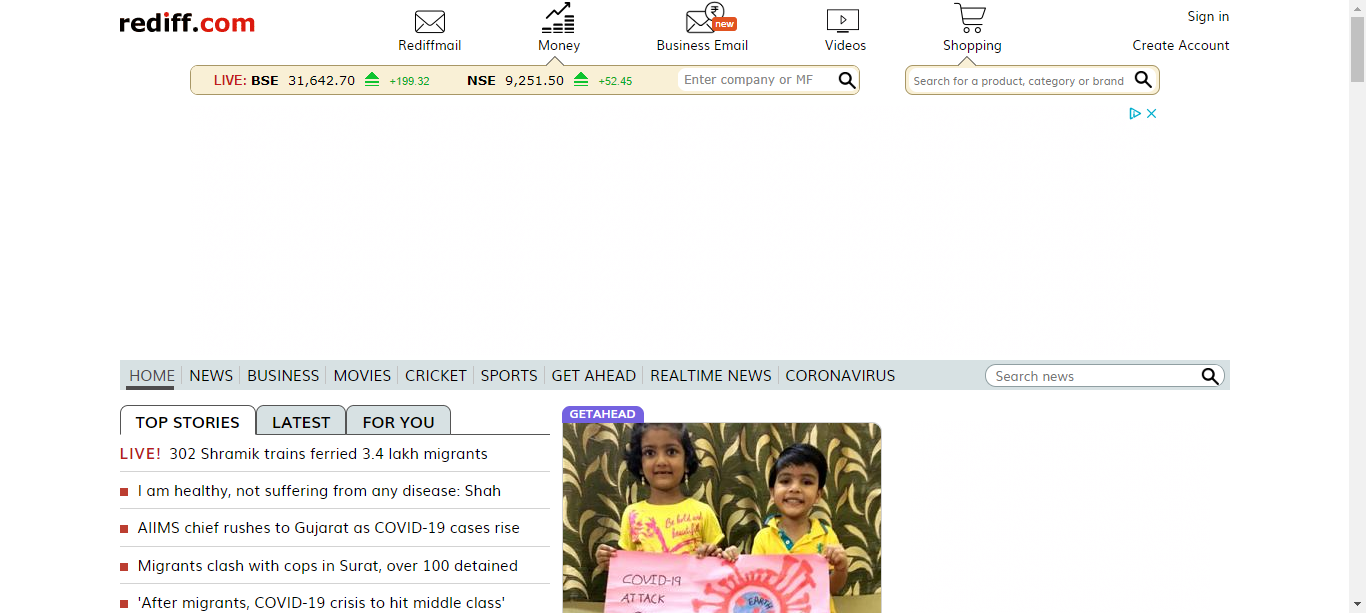 rediff.com
Rediffmail
Money
new
Business Email
Videos
Shopping
Sign in
Create Account
LIVE: BSE 31,642.70 +199.32 NSE 9,251.50 +52.45
Enter company or MF
Search for a product, category or brand
HOME NEWS BUSINESS MOVIES CRICKET SPORTS GET AHEAD REALTIME NEWS CORONAVIRUS
Search news
TOP STORIES LATEST FOR YOU
LIVE! 302 Shramik trains ferried 3.4 lakh migrants
I am healthy, not suffering from any disease: Shah
AIIMS chief rushes to Gujarat as COVID-19 cases rise
Migrants clash with cops in Surat, over 100 detained
'After migrants, COVID-19 crisis to hit middle class'
GETAHEAD
Be bold and
beautiful
COVID-19
ATTACK
EARTH